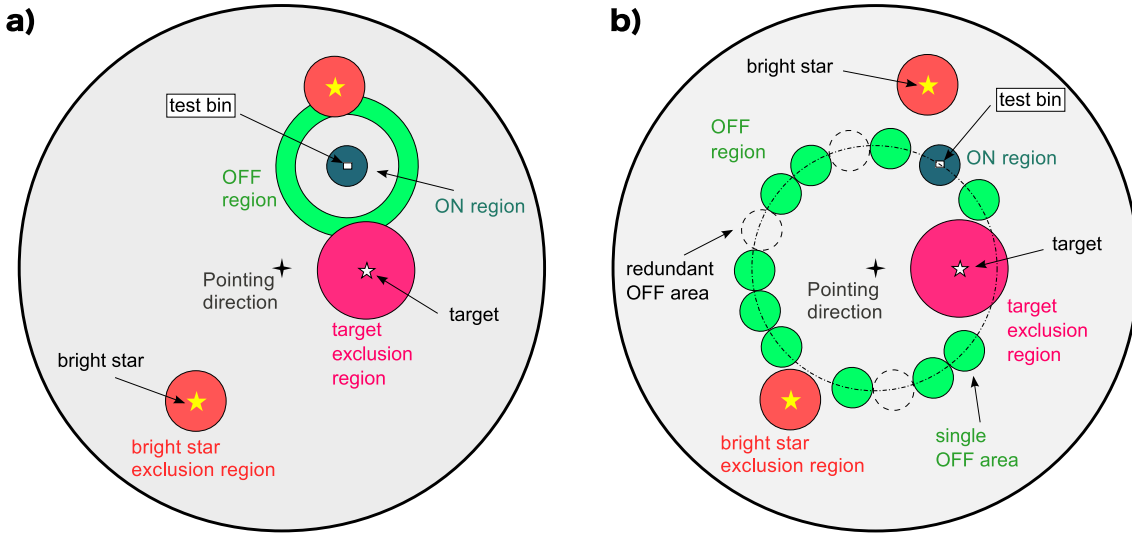 a)
test bin
OFF
region
ON region
Pointing
direction
target
target
exclusion
region
bright star
bright star
exclusion region
b)
bright star
test bin
OFF
region
ON region
target
redundant
OFF area
Pointing
direction
target
exclusion
region
bright star
exclusion region
single
OFF area